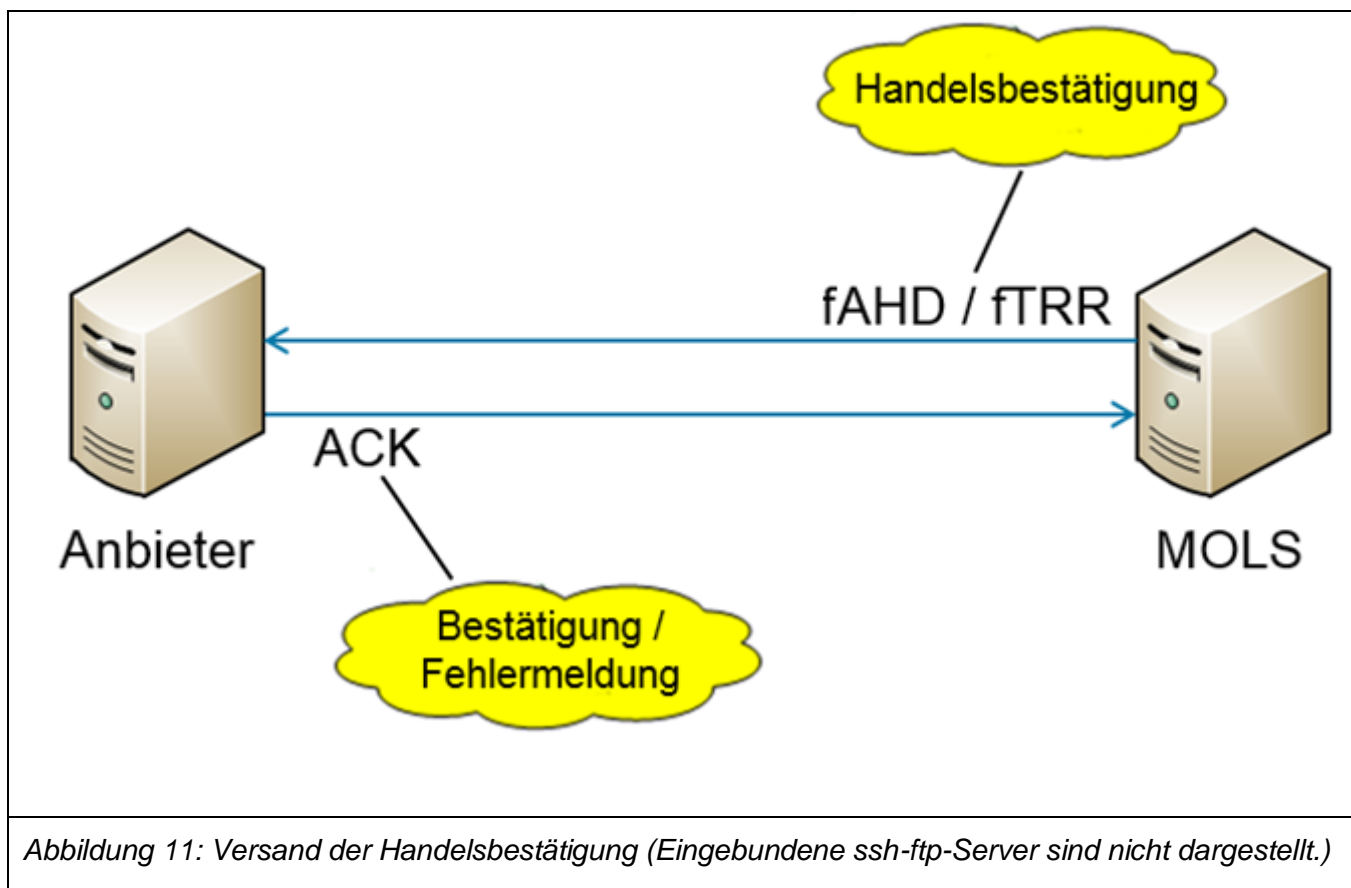 Handelsbestätigung
fAHD / fTRR
ACK
Anbieter
MOLS
Bestätigung /
Fehlermeldung
Abbildung 11: Versand der Handelsbestätigung (Eingebundene ssh-ftp-Server sind nicht dargestellt.)